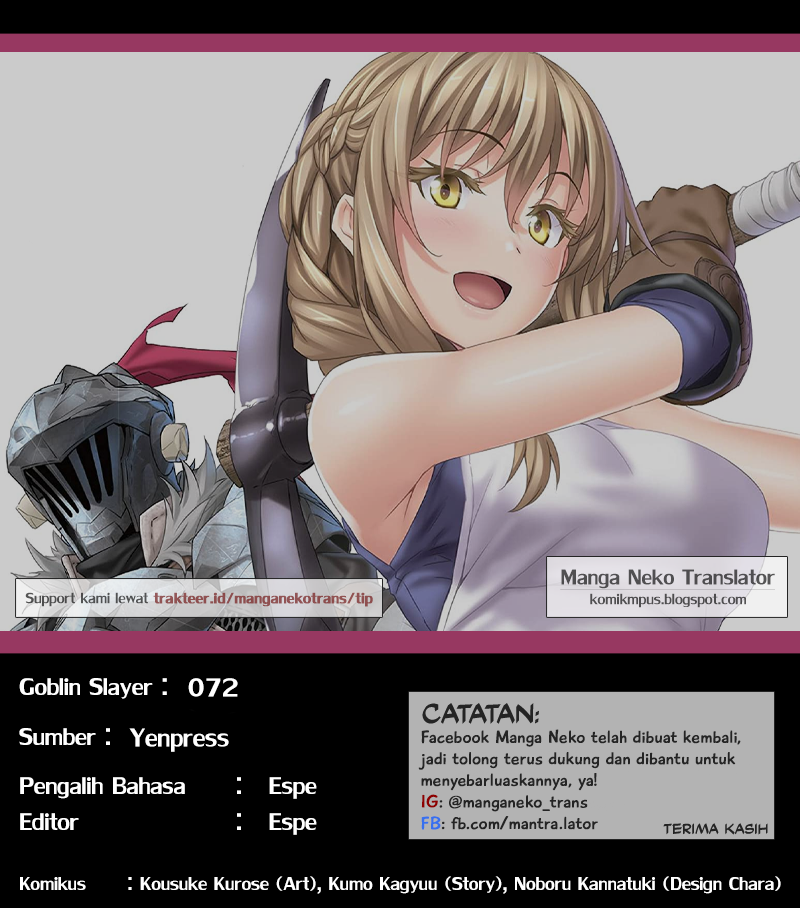 Support kami lewat trakteer.id/manganekotrans/tip
Manga Neko Translator
komikmpus.blogspot.com
Goblin Slayer : 072
Sumber : Yenpress
Pengalih Bahasa : Espe
Editor : Espe
CATATAN:
Facebook Manga Neko telah dibuat kembali,
jadi tolong terus dukung dan dibantu untuk
menyebarluaskannya, ya!
IG: @manganeko_trans
FB: fb.com/mantra.lator
TERIMA KASIH
Komikus : Kousuke Kurose (Art), Kumo Kagyuu (Story), Noboru Kannatuki (Design Chara)